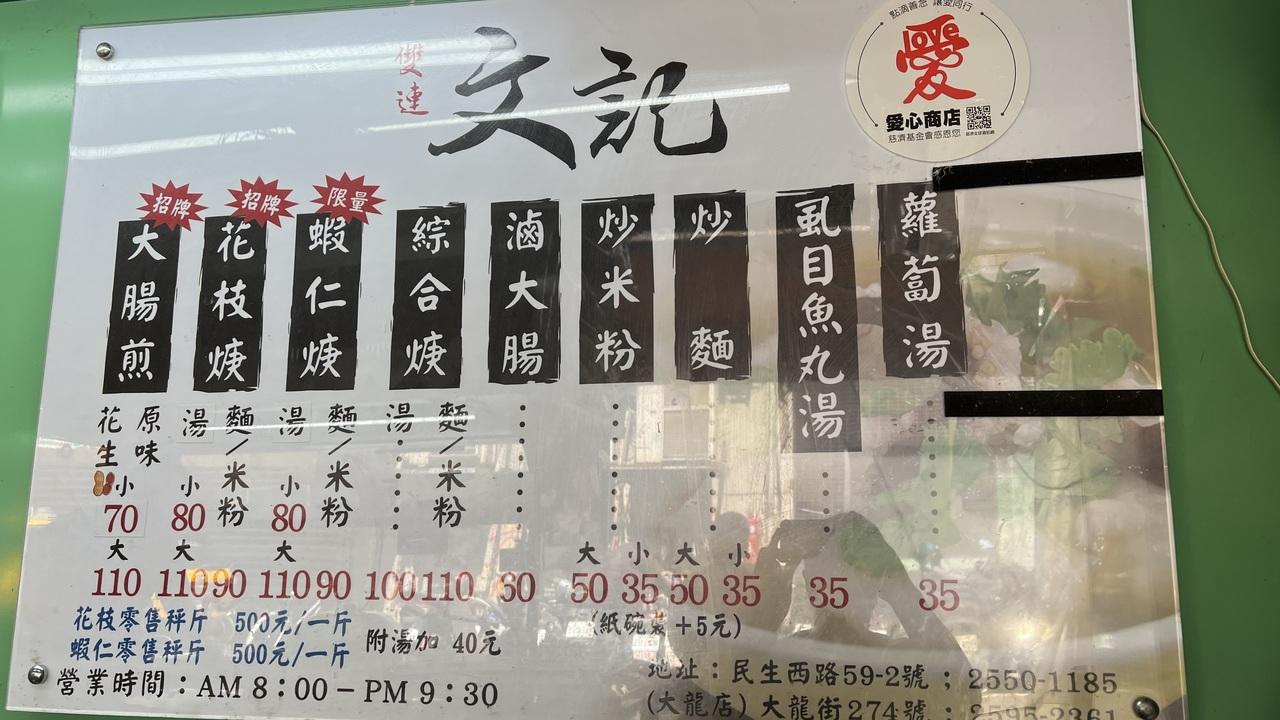 點滴善念 讓愛同行
愛
LOVE
愛心商店
慈濟基金會感恩您
雙連
文記
招牌
招牌
限量
大腸煎
花枝焿
蝦仁焿
綜合焿
滷大腸
炒米粉
炒麵
虱目魚丸湯
蘿蔔湯
花生 原味 湯 麵/米粉 湯 麵/米粉 湯 麵/米粉
小 小 小
70 80 80
大 大 大 大 小 大 小
110 110 90 110 90 100 110 60 50 35 50 35 35 35
花枝零售秤斤 500元/一斤
蝦仁零售秤斤 500元/一斤
附湯加 40元
(紙碗裝+5元)
營業時間:AM 8:00-PM 9:30
地址:民生西路59-2號;2550-1185
(大龍店) 大龍街274號;2595-2361